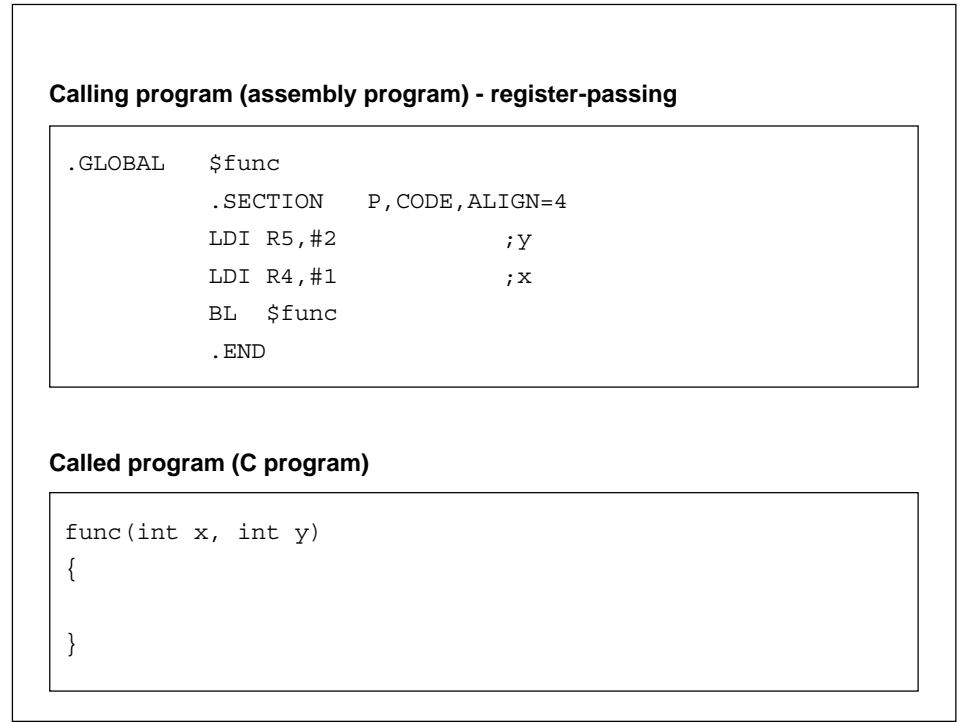 Calling program (assembly program) - register-passing
.GLOBAL $func
.SECTION P,CODE,ALIGN=4
LDI R5,#2 ;y
LDI R4,#1 ;x
BL $func
.END
Called program (C program)
func(int x, int y)
{
}